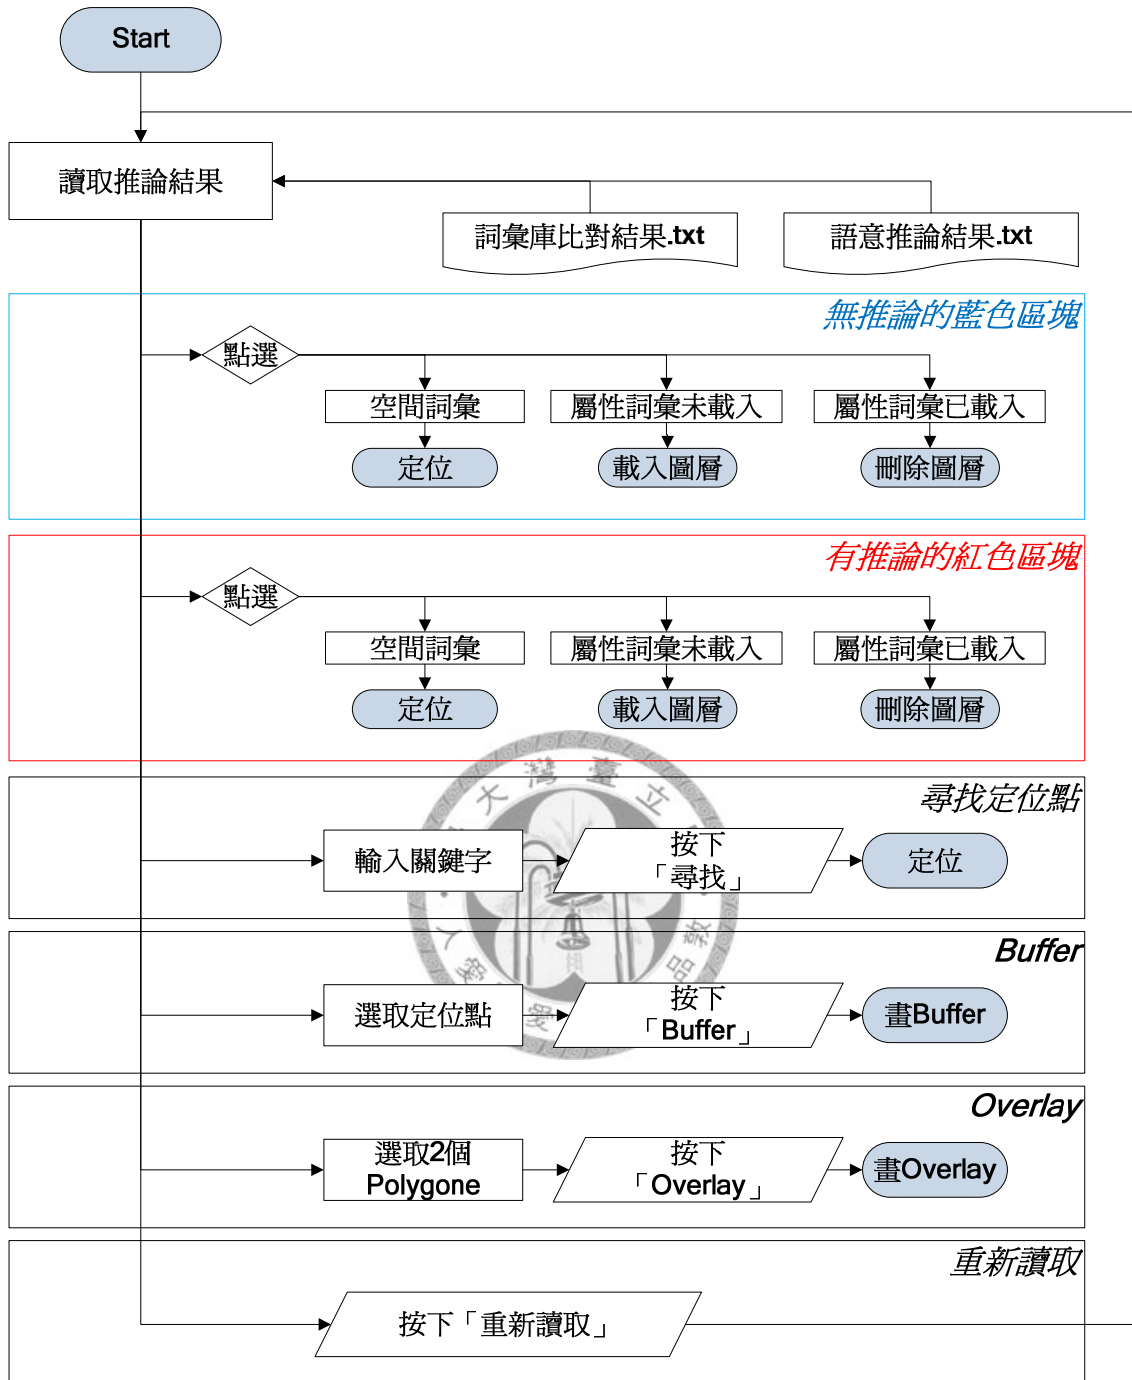 Start
讀取推論結果
詞彙庫比對結果.txt
語意推論結果.txt
無推論的藍色區塊
點選
空間詞彙
屬性詞彙未載入
屬性詞彙已載入
定位
載入圖層
刪除圖層
有推論的紅色區塊
點選
空間詞彙
屬性詞彙未載入
屬性詞彙已載入
定位
載入圖層
刪除圖層
尋找定位點
輸入關鍵字
按下
「尋找」
定位
Buffer
選取定位點
按下
「Buffer」
畫Buffer
Overlay
選取2個
Polygone
按下
「Overlay」
畫Overlay
重新讀取
按下「重新讀取」